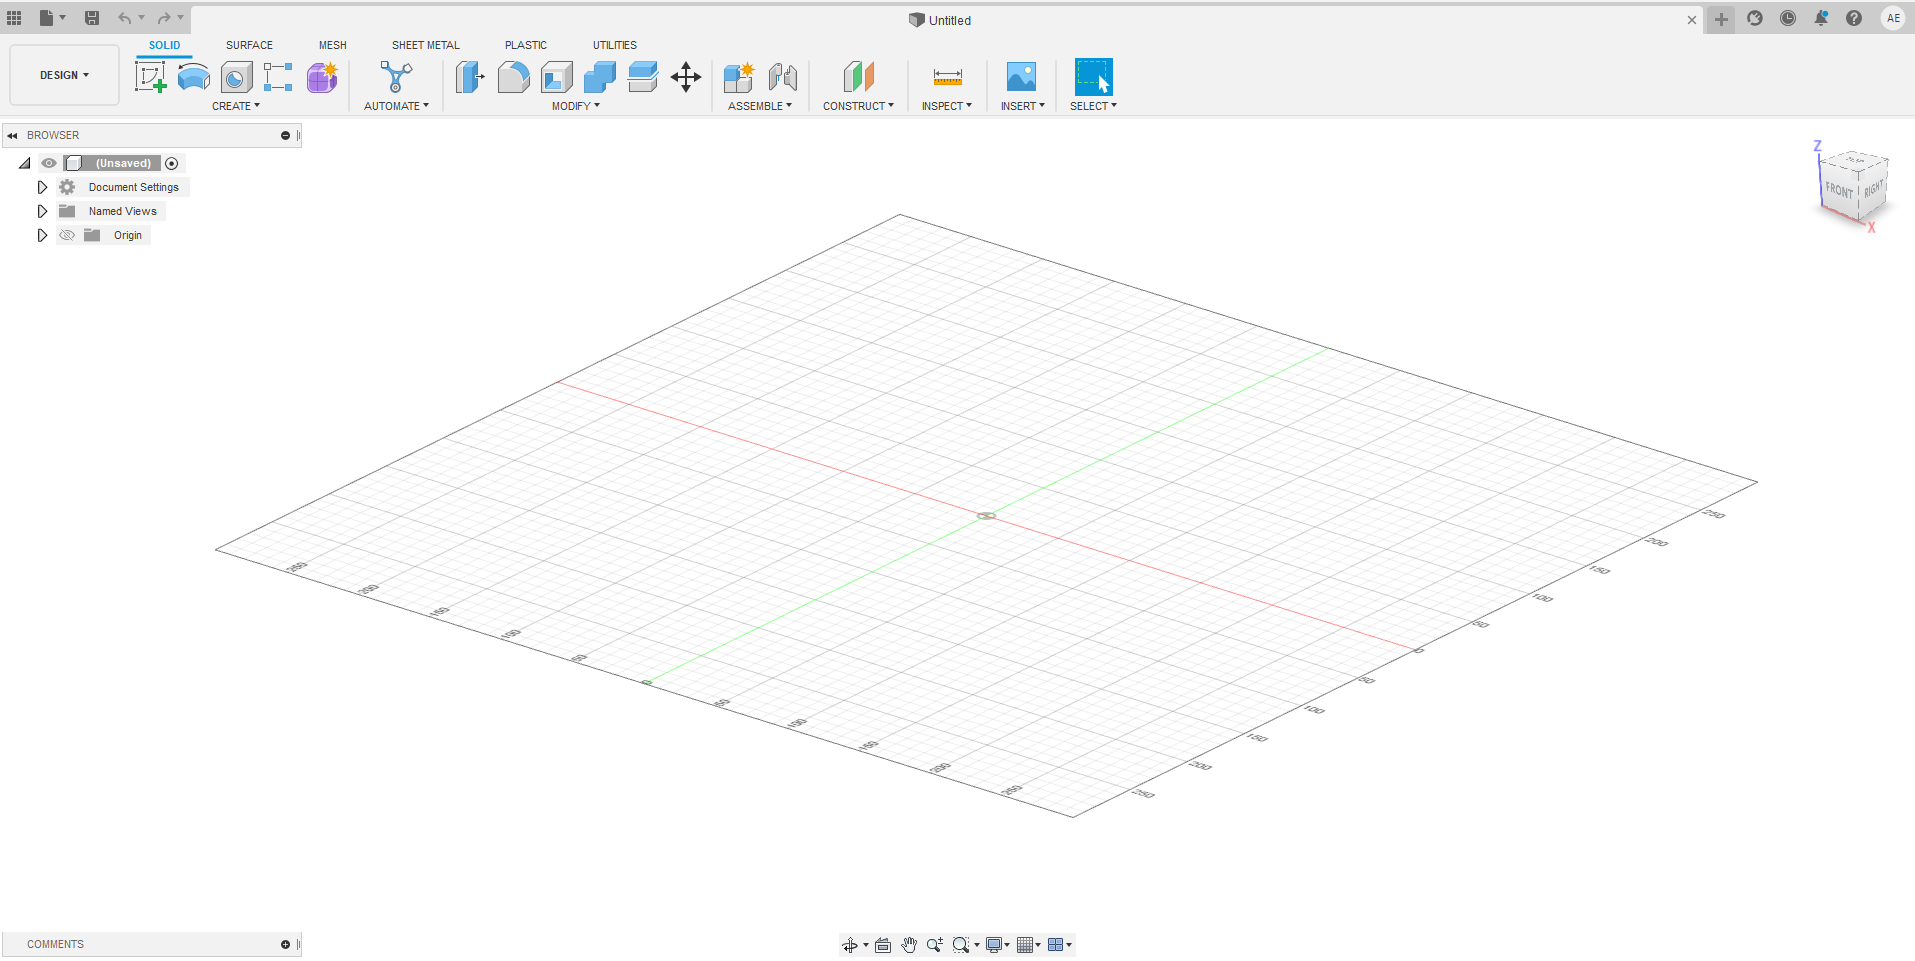 Untitled
AE
DESIGN
SOLID
SURFACE
MESH
SHEET METAL
PLASTIC
UTILITIES
CREATE
AUTOMATE
MODIFY
ASSEMBLE
CONSTRUCT
INSPECT
INSERT
SELECT
BROWSER
(Unsaved)
Document Settings
Named Views
Origin
Z
TOP
FRONT
RIGHT
X
250
200
150
100
50
0
50
100
150
200
250
250
200
150
100
50
0
50
100
150
200
250
COMMENTS